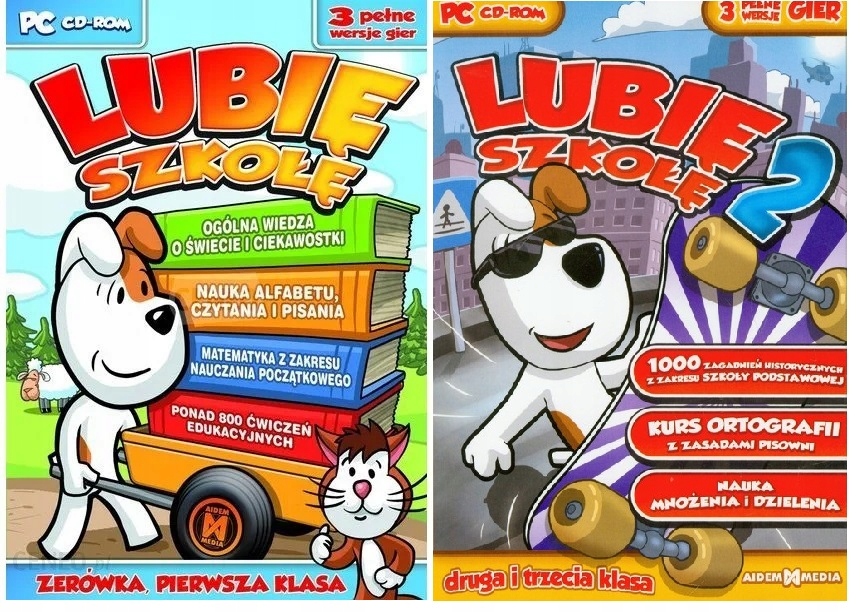 PC CD-ROM
3 pełne
wersje gier
LUBIĘ
SZKOŁĘ
OGÓLNA WIEDZA
O ŚWIECIE I CIEKAWOSTKI
NAUKA ALFABETU,
CZYTANIA I PISANIA
MATEMATYKA Z ZAKRESU
NAUCZANIA POCZĄTKOWEGO
PONAD 800 ĆWICZEŃ
EDUKACYJNYCH
AIDEM
MEDIA
CENEO.pl
ZERÓWKA, PIERWSZA KLASA
PC CD-ROM
3 PEŁNE
WERSJE GIER
LUBIĘ
SZKOŁĘ
2
1000 ZAGADNIEŃ HISTORYCZNYCH
Z ZAKRESU SZKOŁY PODSTAWOWEJ
KURS ORTOGRAFII
Z ZASADAMI PISOWNI
NAUKA
MNOŻENIA i DZIELENIA
druga i trzecia klasa
AIDEM MEDIA